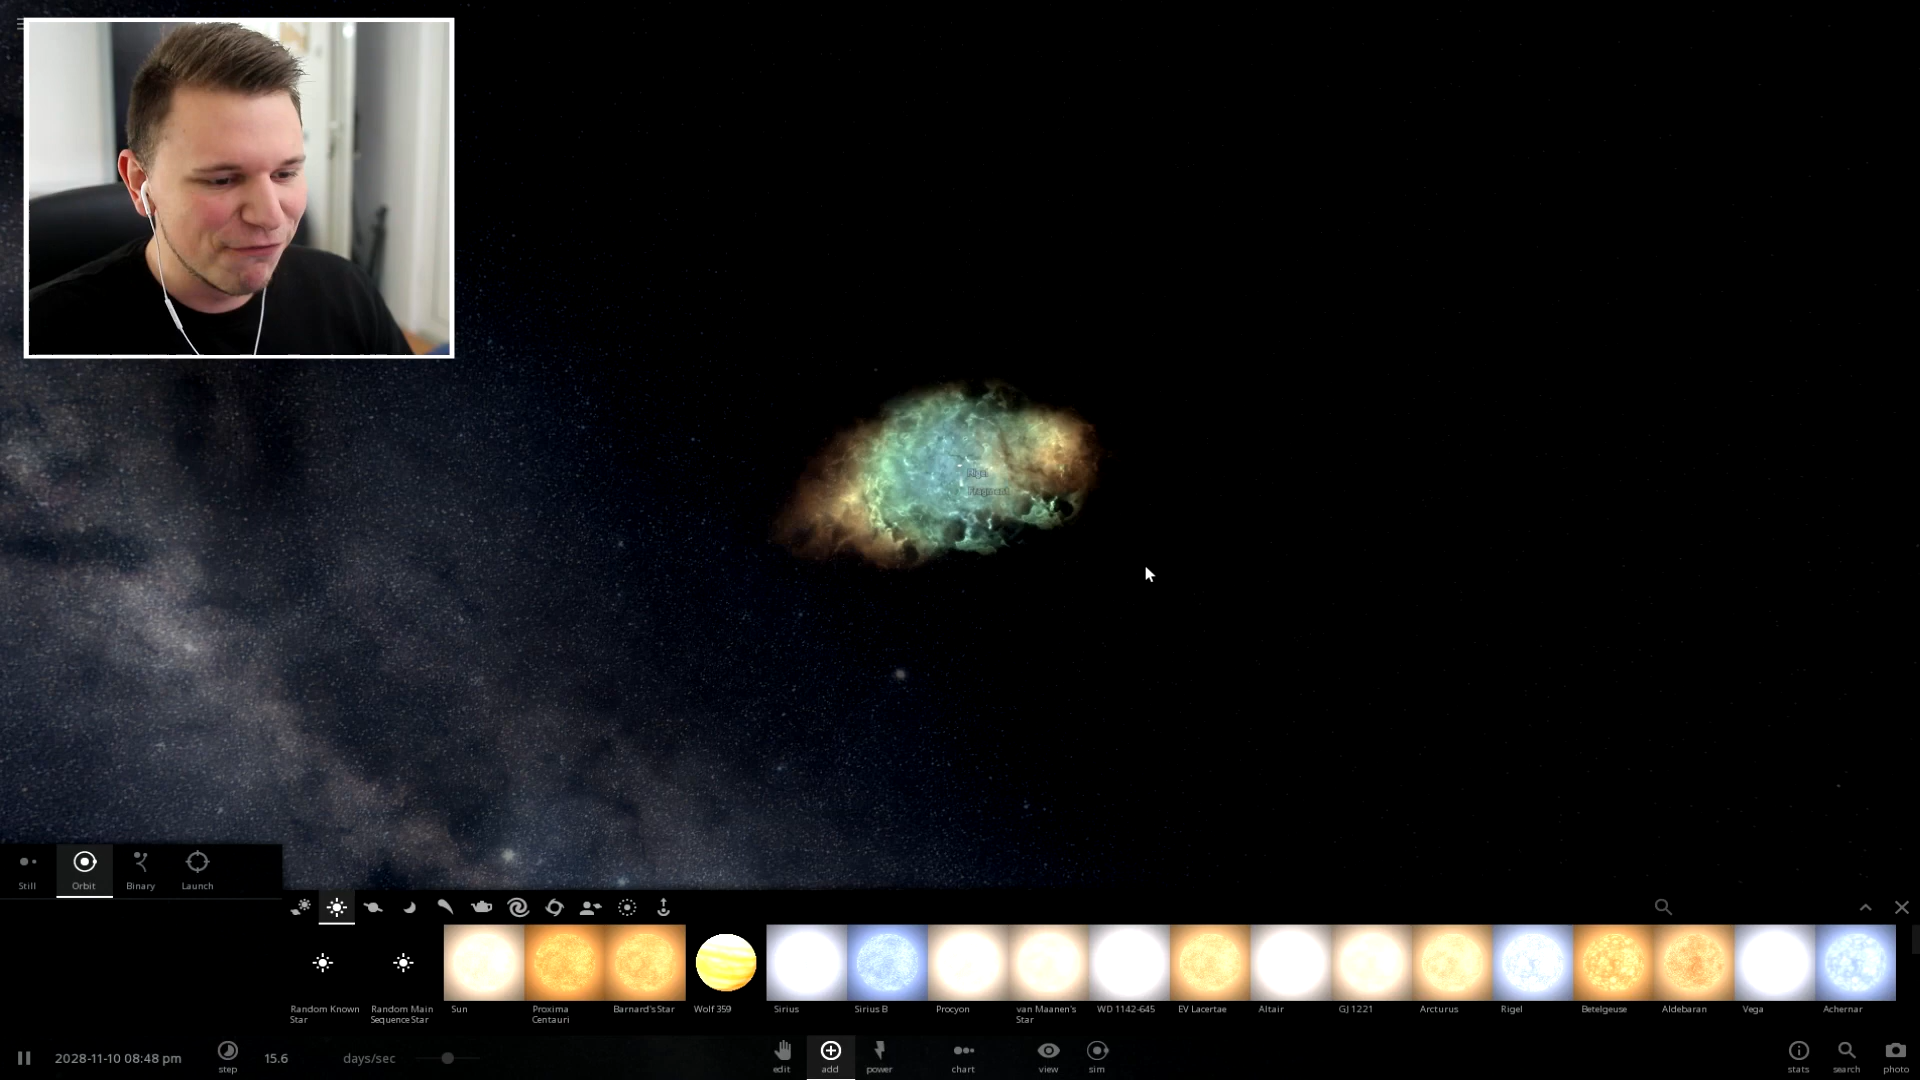 Rigel
Fragment
Still
Orbit
Binary
Launch
Random Known
Star
Random Main
Sequence Star
Sun
Proxima
Centauri
Barnard's Star
Wolf 359
Sirius
Sirius B
Procyon
van Maanen's
Star
WD 1142-645
EV Lacertae
Altair
GJ 1221
Arcturus
Rigel
Betelgeuse
Aldebaran
Vega
Achernar
2028-11-10 08:48 pm
step
15.6
days/sec
edit
add
power
chart
view
sim
stats
search
photo